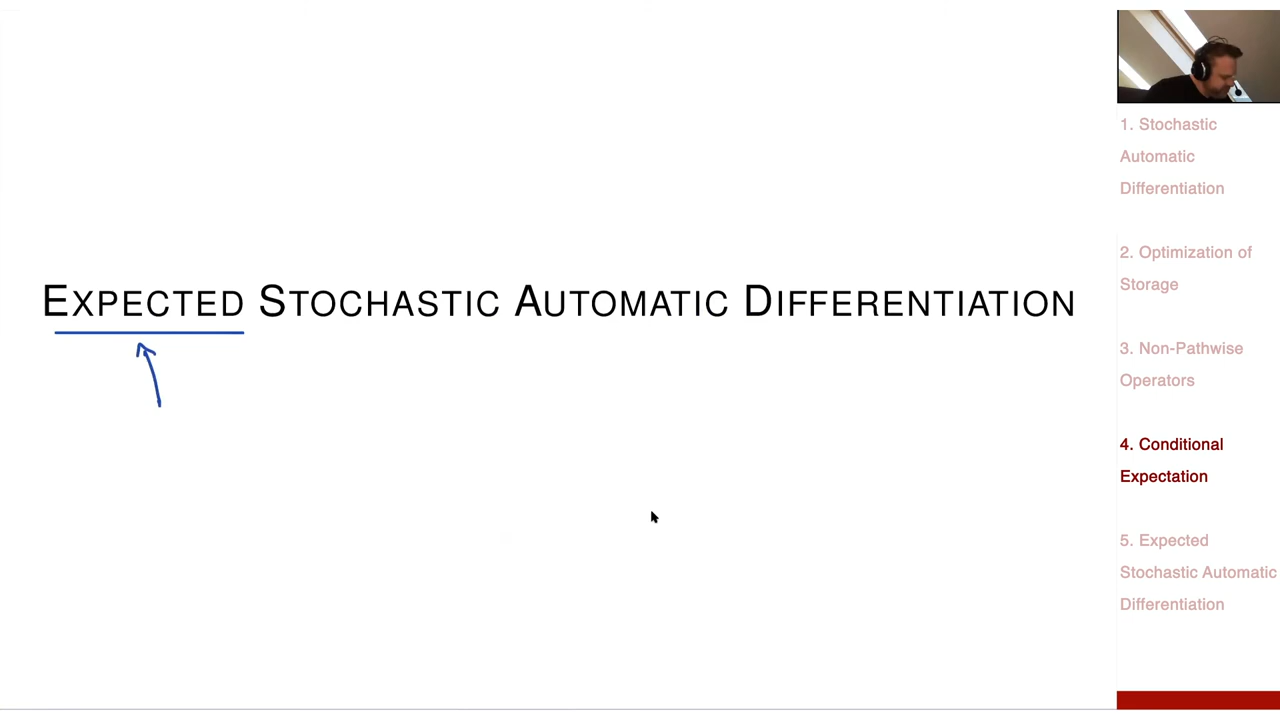 EXPECTED STOCHASTIC AUTOMATIC DIFFERENTIATION
1. Stochastic
Automatic
Differentiation
2. Optimization of
Storage
3. Non-Pathwise
Operators
4. Conditional
Expectation
5. Expected
Stochastic Automatic
Differentiation